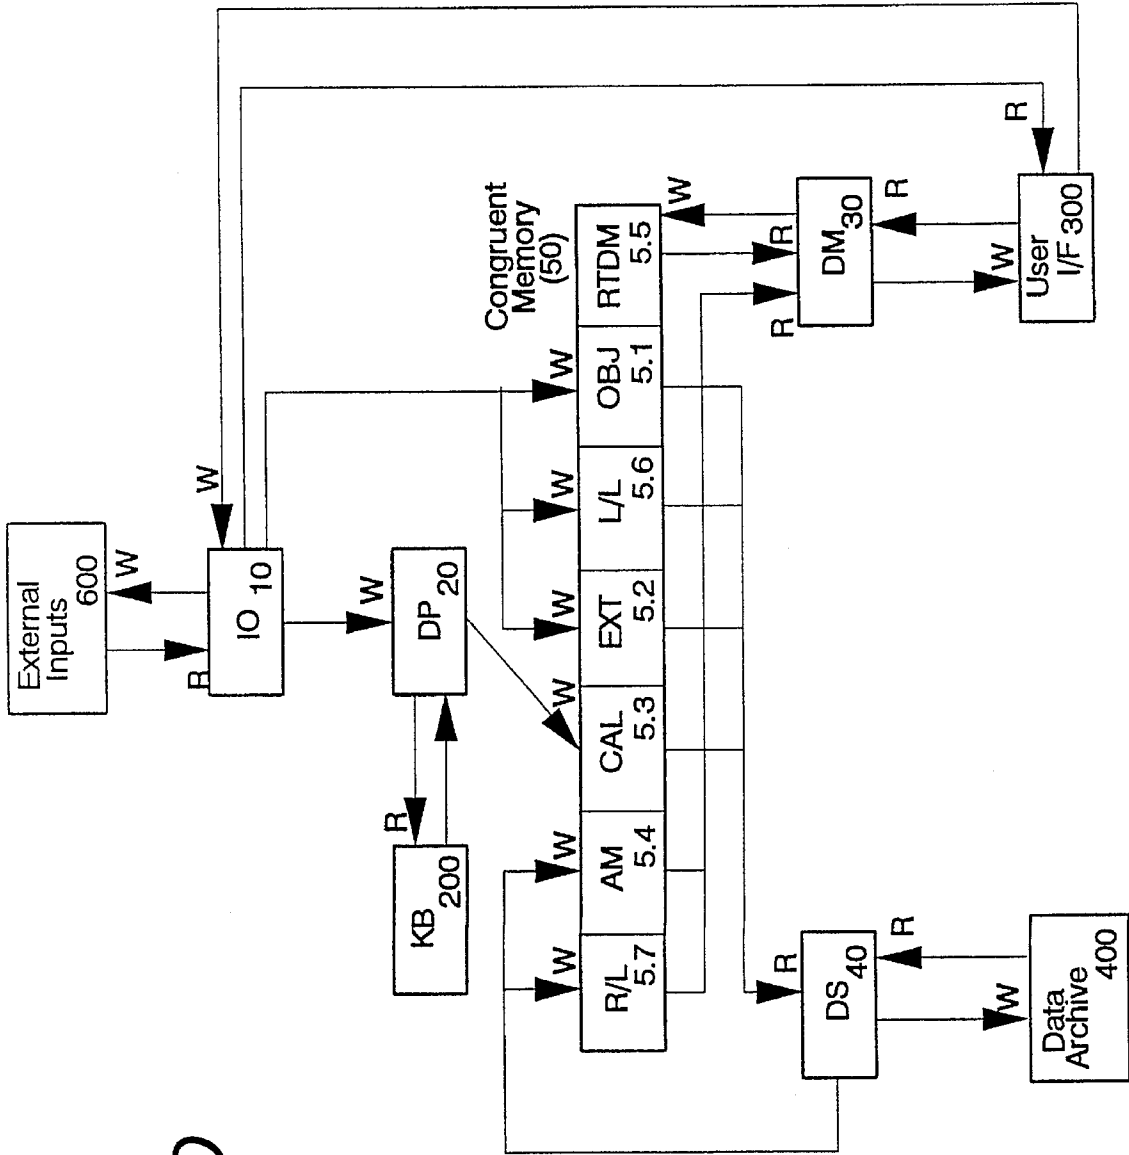 External
Inputs
600
W
R
IO 10
W
W
DP 20
R
KB 200
W
Congruent
Memory
(50)
W
W
W
W
W
R/L 5.7
AM 5.4
CAL 5.3
EXT 5.2
L/L 5.6
OBJ 5.1
RTDM 5.5
W
R
R
DM 30
R
W
R
User
I/F 300
R
DS 40
R
W
Data
Archive
400